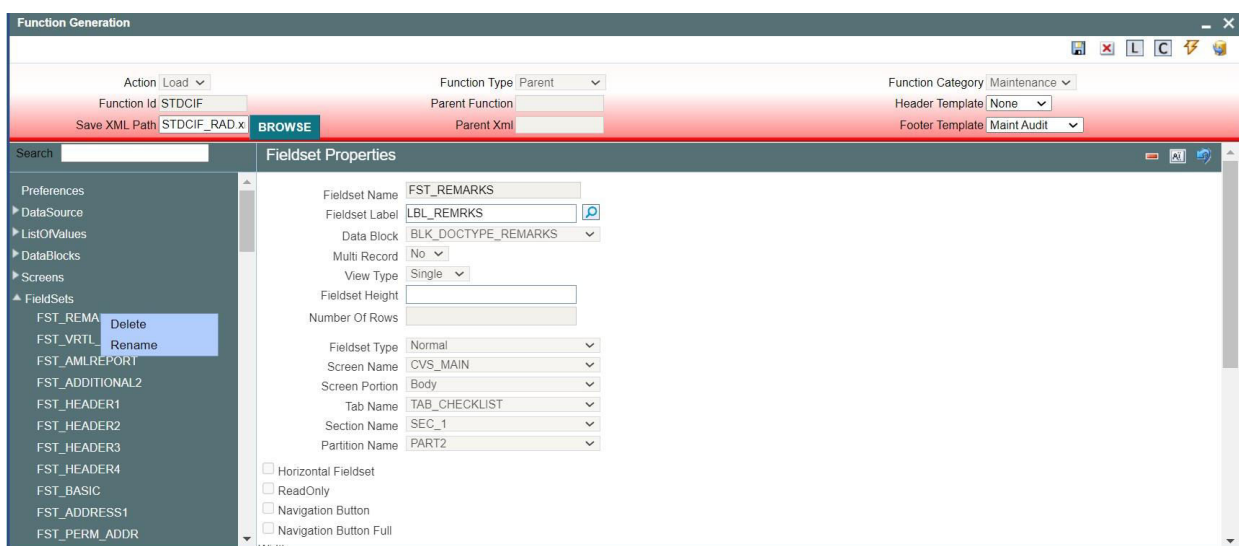 Function Generation
L C
Action Load
Function Type Parent
Function Category Maintenance
Function Id STDCIF
Parent Function
Header Template None
Save XML Path STDCIF_RAD.x BROWSE
Parent Xml
Footer Template Maint Audit
Search
Fieldset Properties
Preferences
DataSource
ListOfValues
DataBlocks
Screens
FieldSets
FST_REMA
Delete
FST_VRTL_
Rename
FST_AMLREPORT
FST_ADDITIONAL2
FST_HEADER1
FST_HEADER2
FST_HEADER3
FST_HEADER4
FST_BASIC
FST_ADDRESS1
FST_PERM_ADDR
Fieldset Name FST_REMARKS
Fieldset Label LBL_REMRKS
Data Block BLK_DOCTYPE_REMARKS
Multi Record No
View Type Single
Fieldset Height
Number Of Rows
Fieldset Type Normal
Screen Name CVS_MAIN
Screen Portion Body
Tab Name TAB_CHECKLIST
Section Name SEC_1
Partition Name PART2
Horizontal Fieldset
ReadOnly
Navigation Button
Navigation Button Full